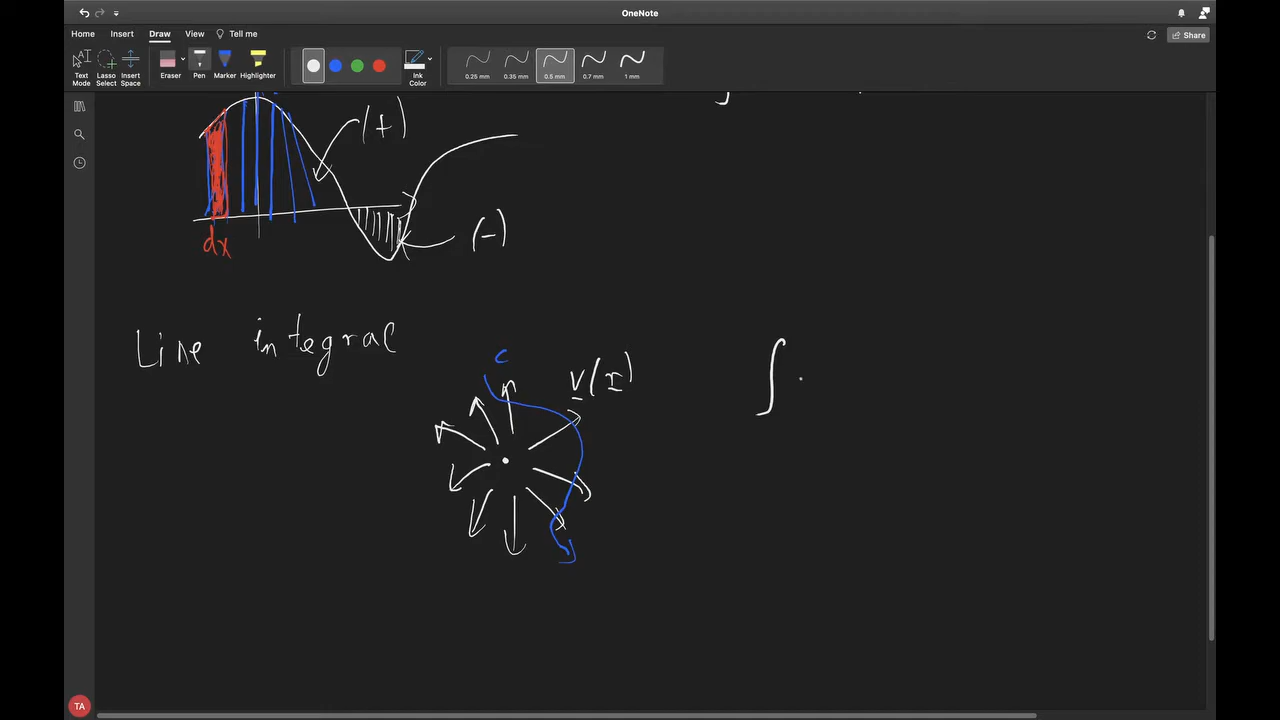 OneNote
Home Insert Draw View Tell me
Share
Text Mode Lasso Select Insert Space Eraser Pen Marker Highlighter Ink Color 0.25 mm 0.35 mm 0.5 mm 0.7 mm 1 mm
(+)
(-)
dx
Line integral
C
v(r)
∫
TA